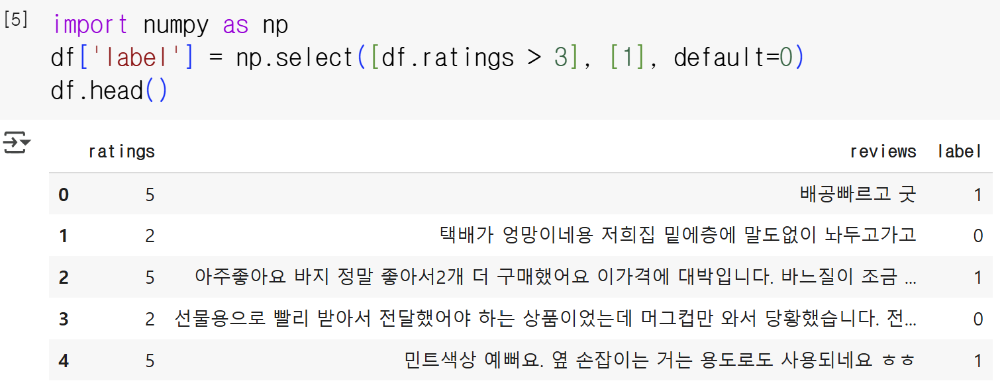 [5] import numpy as np
df['label'] = np.select([df.ratings > 3], [1], default=0)
df.head()
ratings reviews label
0 5 배공빠르고 굿 1
1 2 택배가 엉망이네용 저희집 밑에층에 말도없이 놔두고가고 0
2 5 아주좋아요 바지 정말 좋아서2개 더 구매했어요 이가격에 대박입니다. 바느질이 조금 ... 1
3 2 선물용으로 빨리 받아서 전달했어야 하는 상품이었는데 머그컵만 와서 당황했습니다. 전... 0
4 5 민트색상 예뻐요. 옆 손잡이는 거는 용도로도 사용되네요 ㅎㅎ 1